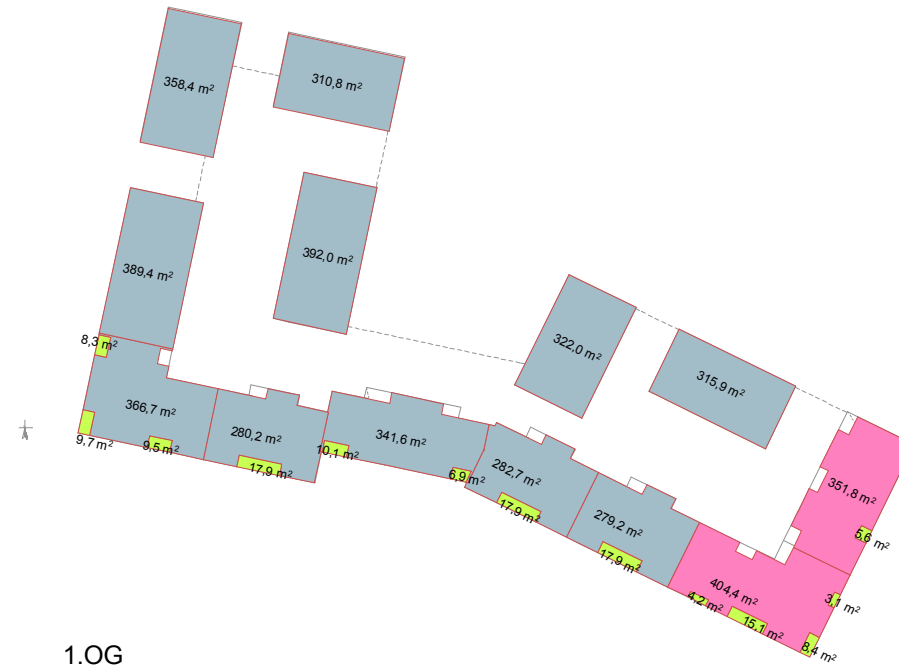 358,4 m²
310,8 m²
389,4 m²
392,0 m²
322,0 m²
315,9 m²
8,3 m²
366,7 m²
280,2 m²
341,6 m²
9,7 m²
9,5 m²
17,9 m²
10,1 m²
6,9 m²
282,7 m²
17,9 m²
279,2 m²
17,9 m²
351,8 m²
5,6 m²
404,4 m²
4,2 m²
15,1 m²
3,1 m²
8,4 m²
1.OG